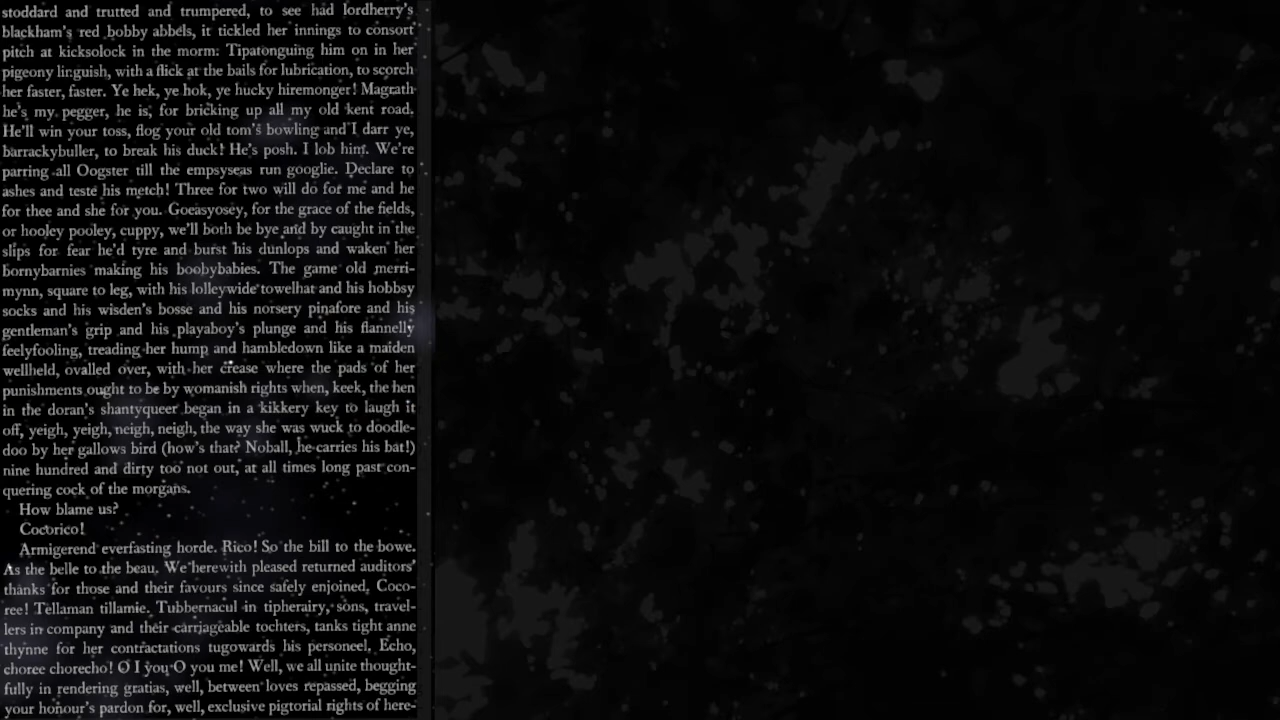 stoddard and trutted and trumpered, to see had lordherry's
blackham's red bobby abbels, it tickled her innings to consort
pitch at kicksolock in the morm. Tipatonguing him on in her
pigeony linguish, with a flick at the bails for lubrication, to scorch
her faster, faster. Ye hek, ye hok, ye hucky hiremonger! Magrath
he's my pegger, he is, for bricking up all my old kent road.
He'll win your toss, flog your old tom's bowling and I darr ye,
barrackybuller, to break his duck! He's posh. I lob him. We're
parring all Oogster till the empsyseas run googlie. Declare to
ashes and teste his metch! Three for two will do for me and he
for thee and she for you. Goeasyosey, for the grace of the fields,
or hooley pooley, cuppy, we'll both be bye and by caught in the
slips for fear he'd tyre and burst his dunlops and waken her
bornybarnies making his boobybabies. The game old merri-
mynn, square to leg, with his lolleywide towelhat and his hobbsy
socks and his wisden's bosse and his norsery pinafore and his
gentleman's grip and his playaboy's plunge and his flannelly
feelyfooling, treading her hump and hambledown like a maiden
wellheld, ovalled over, with her crease where the pads of her
punishments ought to be by womanish rights when, keek, the hen
in the doran's shantyqueer began in a kikkery key to laugh it
off, yeigh, yeigh, neigh, neigh, the way she was wuck to doodle-
doo by her gallows bird (how's that? Noball, he carries his bat!)
nine hundred and dirty too not out, at all times long past con-
quering cock of the morgans.
How blame us?
Cocorico!
Armigerend everfasting horde. Rico! So the bill to the bowe.
As the belle to the beau. We herewith pleased returned auditors'
thanks for those and their favours since safely enjoined. Coco-
ree! Tellaman tillamie. Tubbernacul in tipherairy, sons, travel-
lers in company and their carriageable tochters, tanks tight anne
thynne for her contractations tugowards his personeel. Echo,
choree chorecho! O I you O you me! Well, we all unite thought-
fully in rendering gratias, well, between loves repassed, begging
your honour's pardon for, well, exclusive pigtorial rights of here-